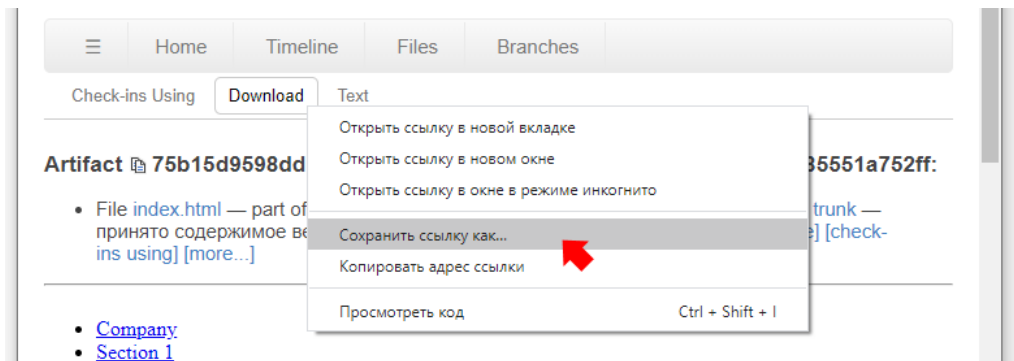 ☰ Home Timeline Files Branches
Check-ins Using Download Text
Открыть ссылку в новой вкладке
Открыть ссылку в новом окне
Открыть ссылку в окне в режиме инкогнито
Сохранить ссылку как...
Копировать адрес ссылки
Просмотреть код Ctrl + Shift + I
Artifact 75b15d9598dd 35551a752ff:
• File index.html — part of trunk —
принято содержимое [check-
ins using] [more...]
• Company
• Section 1